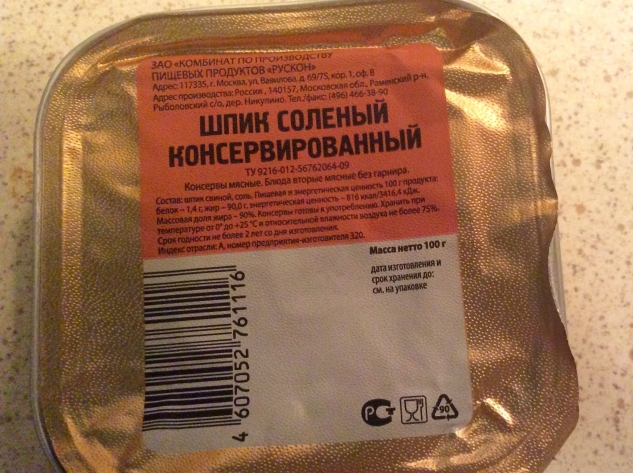 ЗАО «КОМБИНАТ ПО ПРОИЗВОДСТВУ
ПИЩЕВЫХ ПРОДУКТОВ «РУСКОН»
Адрес: 117335, г. Москва, ул. Вавилова, д. 69/75, кор. 1, оф. 8
Адрес производства: Россия , 140157, Московская обл., Раменский р-н,
Рыболовский с/о, дер. Никулино. Тел./факс: (496) 466-38-90
ШПИК СОЛЕНЫЙ
КОНСЕРВИРОВАННЫЙ
ТУ 9216-012-56762064-09
Консервы мясные. Блюда вторые мясные без гарнира.
Состав: шпик свиной, соль. Пищевая и энергетическая ценность 100 г продукта:
белок – 1,4 г, жир – 90,0 г, энергетическая ценность – 816 ккал/3416,4 кДж.
Массовая доля жира – 90%. Консервы готовы к употреблению. Хранить при
температуре от 0° до +25 °С и относительной влажности воздуха не более 75%.
Срок годности не более 2 лет со дня изготовления.
Индекс отрасли: А, номер предприятия-изготовителя 320.
Масса нетто 100 г
дата изготовления и
срок хранения до:
см. на упаковке
4 607052 761116
РСТ
90